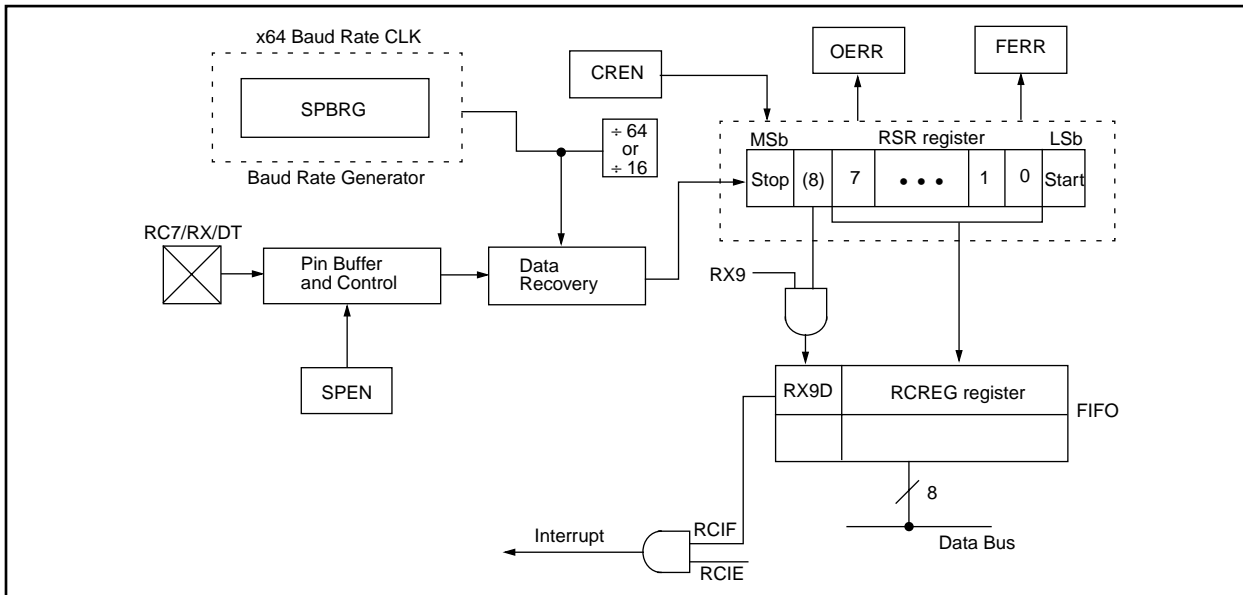 x64 Baud Rate CLK
SPBRG
Baud Rate Generator
CREN
OERR
FERR
÷ 64
or
÷ 16
MSb RSR register LSb
Stop (8) 7 • • • 1 0 Start
RC7/RX/DT
Pin Buffer
and Control
Data
Recovery
RX9
SPEN
RX9D RCREG register
FIFO
8
Interrupt
RCIF
RCIE
Data Bus